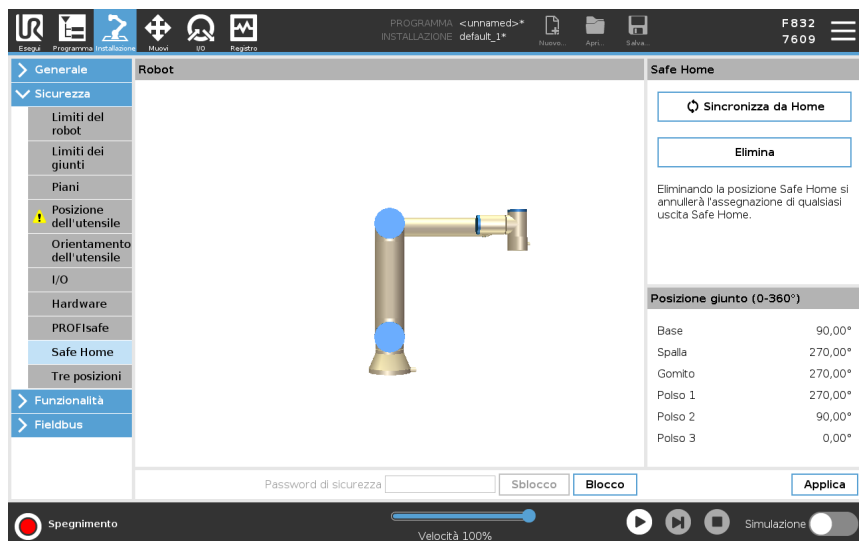 UR
PROGRAMMA <unnamed>*
INSTALLAZIONE default_1*
Esegui
Programma
Installazione
Muovi
I/O
Registro
Nuovo...
Apri...
Salva...
F832
7609
Generale
Sicurezza
Limiti del
robot
Limiti dei
giunti
Piani
Posizione
dell'utensile
Orientamento
dell'utensile
I/O
Hardware
PROFIsafe
Safe Home
Tre posizioni
Funzionalità
Fieldbus
Robot
Safe Home
Sincronizza da Home
Elimina
Eliminando la posizione Safe Home si
annullerà l'assegnazione di qualsiasi
uscita Safe Home.
Posizione giunto (0-360°)
Base 90,00°
Spalla 270,00°
Gomito 270,00°
Polso 1 270,00°
Polso 2 90,00°
Polso 3 0,00°
Password di sicurezza
Sblocco
Blocco
Applica
Spegnimento
Velocità 100%
Simulazione